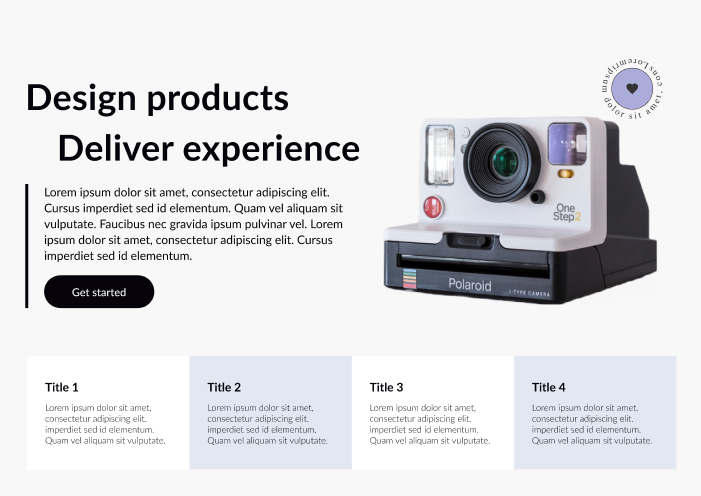 Design products
Deliver experience
Lorem ipsum dolor sit amet, consectetur adipiscing elit.
Cursus imperdiet sed id elementum. Quam vel aliquam sit
vulputate. Faucibus nec gravida ipsum pulvinar vel. Lorem
ipsum dolor sit amet, consectetur adipiscing elit. Cursus
imperdiet sed id elementum.
Get started
Lorem ipsum dolor sit amet, Cons
One
Step2
Polaroid
i-TYPE CAMERA
Title 1
Lorem ipsum dolor sit amet,
consectetur adipiscing elit.
imperdiet sed id elementum.
Quam vel aliquam sit vulputate.
Title 2
Lorem ipsum dolor sit amet,
consectetur adipiscing elit.
imperdiet sed id elementum.
Quam vel aliquam sit vulputate.
Title 3
Lorem ipsum dolor sit amet,
consectetur adipiscing elit.
imperdiet sed id elementum.
Quam vel aliquam sit vulputate.
Title 4
Lorem ipsum dolor sit amet,
consectetur adipiscing elit.
imperdiet sed id elementum.
Quam vel aliquam sit vulputate.